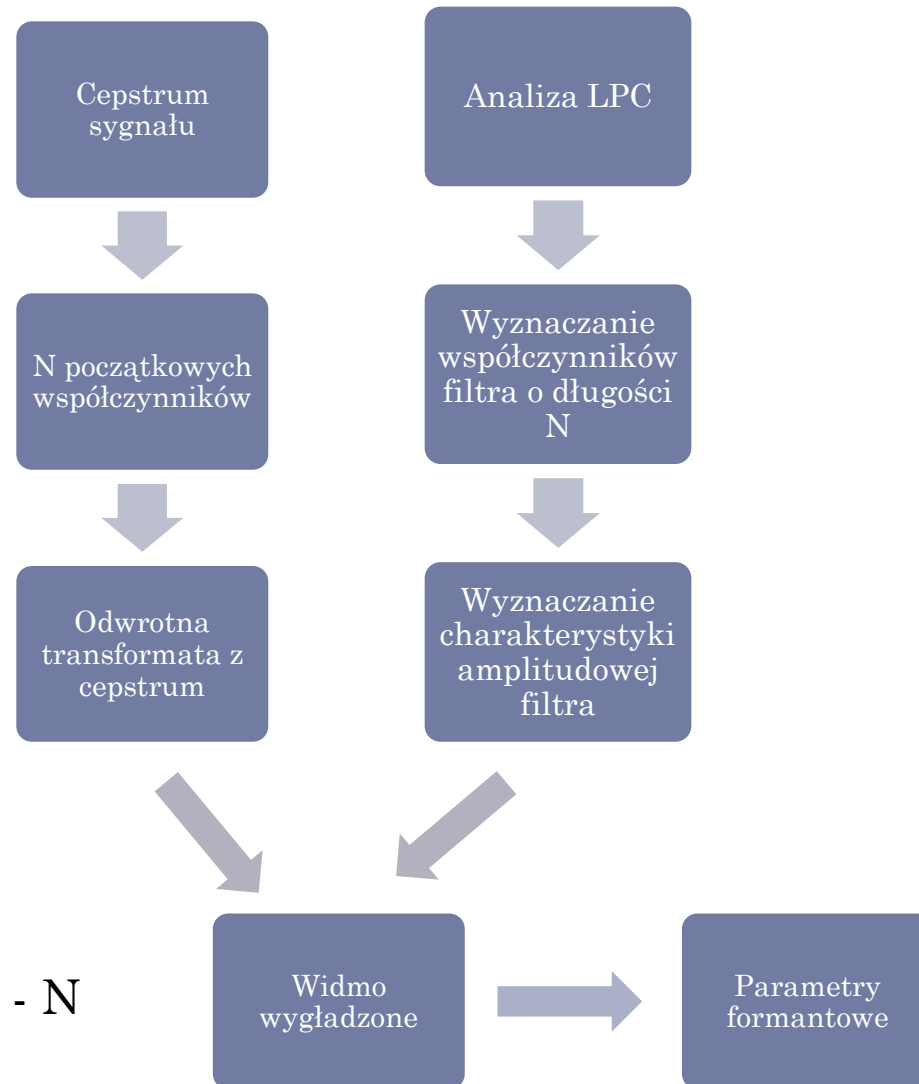 Cepstrum
sygnału
N początkowych
współczynników
Odwrotna
transformata z
cepstrum
Analiza LPC
Wyznaczanie
współczynników
filtra o długości
N
Wyznaczanie
charakterystyki
amplitudowej
filtra
- N
Widmo
wygładzone
Parametry
formantowe